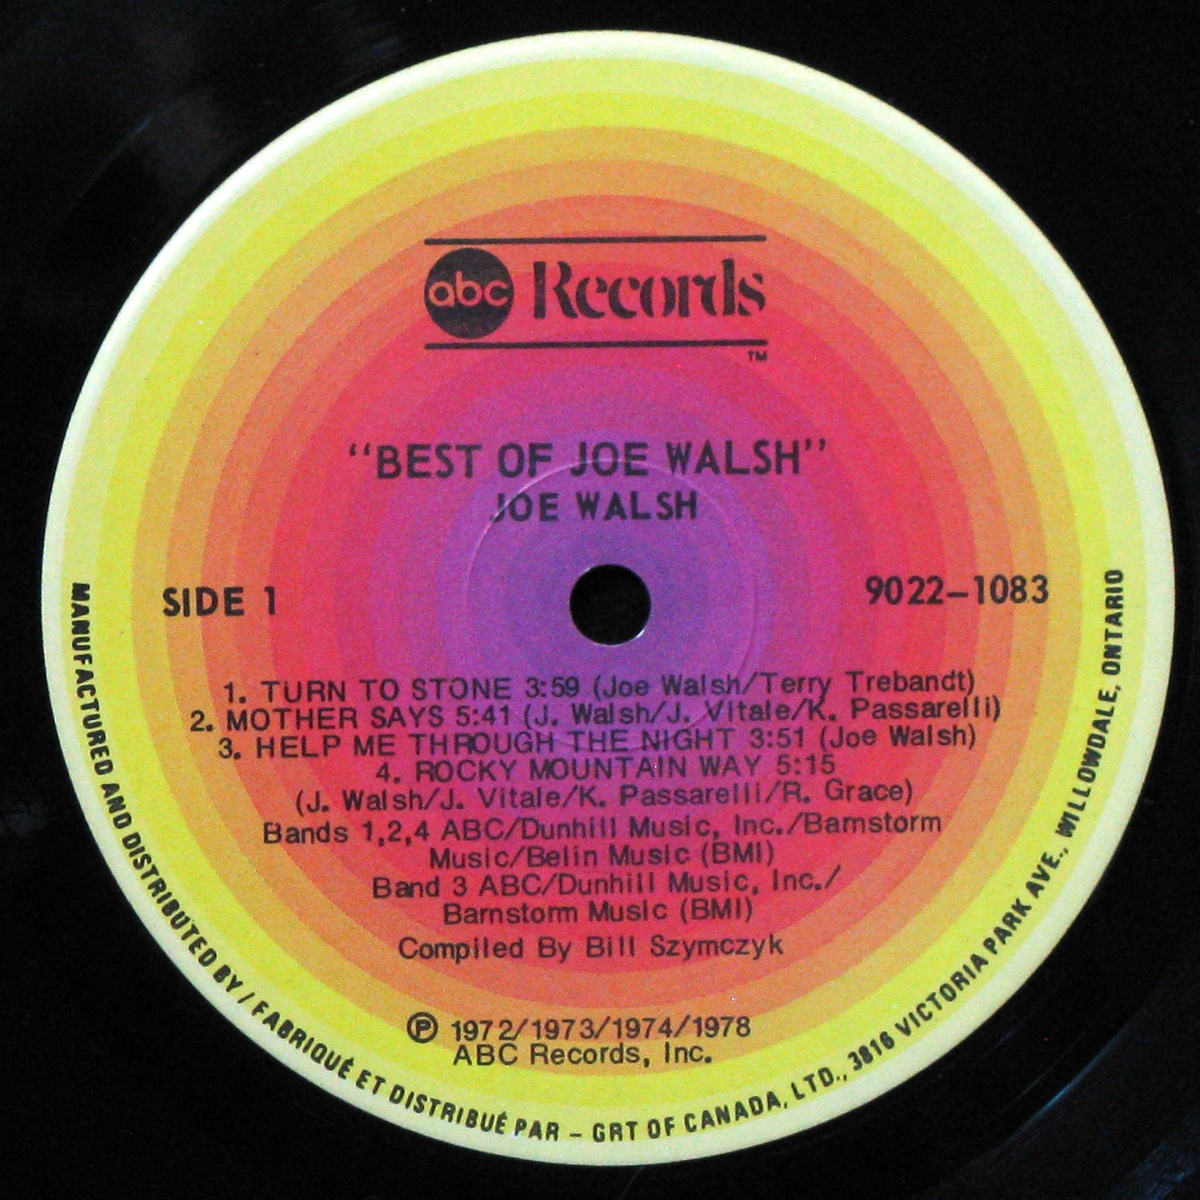 abc Records
TM
"BEST OF JOE WALSH"
JOE WALSH
SIDE 1
9022-1083
1. TURN TO STONE 3:59 (Joe Walsh/Terry Trebandt)
2. MOTHER SAYS 5:41 (J. Walsh/J. Vitale/K. Passarelli)
3. HELP ME THROUGH THE NIGHT 3:51 (Joe Walsh)
4. ROCKY MOUNTAIN WAY 5:15
(J. Walsh/J. Vitale/K. Passarelli/R. Grace)
Bands 1,2,4 ABC/Dunhill Music, Inc./Barnstorm
Music/Belin Music (BMI)
Band 3 ABC/Dunhill Music, Inc./
Barnstorm Music (BMI)
Compiled By Bill Szymczyk
℗ 1972/1973/1974/1978
ABC Records, Inc.
MANUFACTURED AND DISTRIBUTED BY / FABRIQUÉ ET DISTRIBUÉ PAR – GRT OF CANADA, LTD., 3816 VICTORIA PARK AVE., WILLOWDALE, ONTARIO